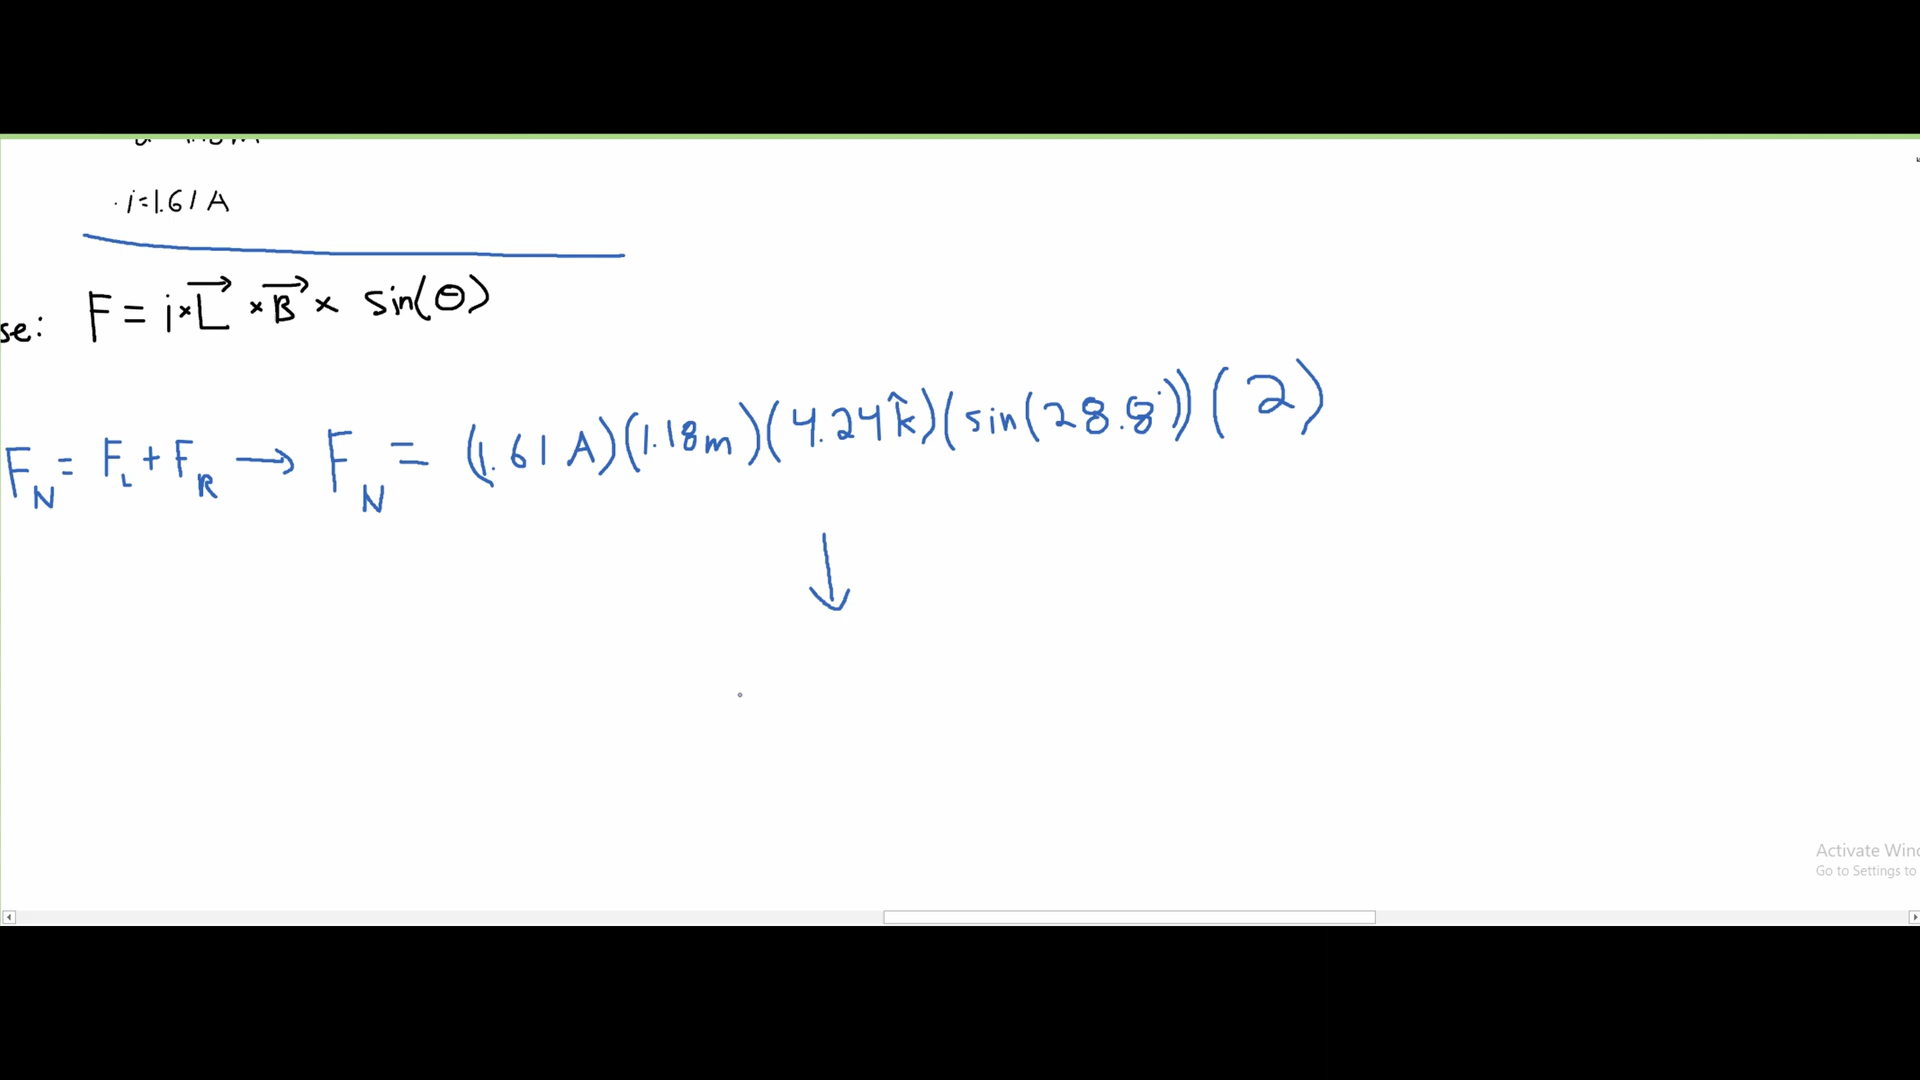 i=1.61 A
se: F = i × L × B × sin(θ)
F_N = F_L + F_R → F_N = (1.61 A)(1.18m)(4.24k̂)(sin(28.8°))(2)
↓
Activate Winc
Go to Settings to